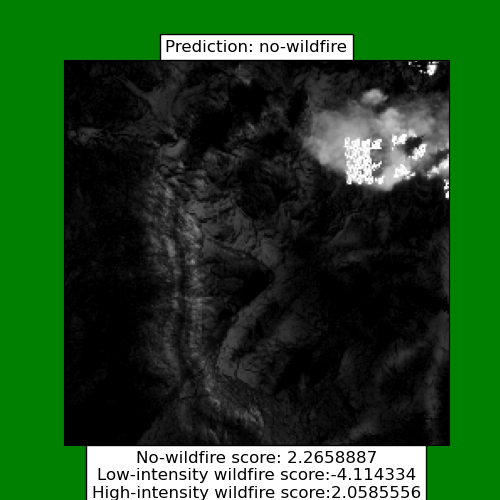 Prediction: no-wildfire
No-wildfire score: 2.2658887
Low-intensity wildfire score:-4.114334
High-intensity wildfire score:2.0585556